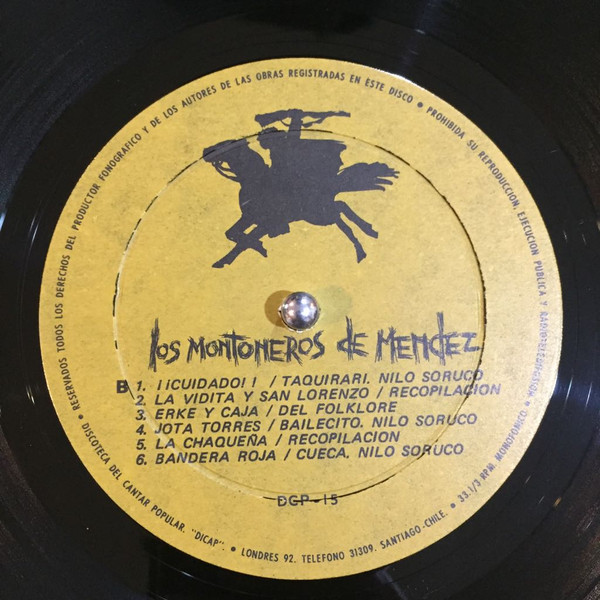 RESERVADOS TODOS LOS DERECHOS DEL PRODUCTOR FONOGRAFICO Y DE LOS AUTORES DE LAS OBRAS REGISTRADAS EN ESTE DISCO • PROHIBIDA SU REPRODUCCION, EJECUCION PUBLICA Y RADIOTELEDIFUSION •
los MONTONEROS de MENDEZ
B 1. ¡¡CUIDADO!! / TAQUIRARI. NILO SORUCO
2. LA VIDITA Y SAN LORENZO / RECOPILACION
3. ERKE Y CAJA / DEL FOLKLORE
4. JOTA TORRES / BAILECITO. NILO SORUCO
5. LA CHAQUEÑA / RECOPILACION
6. BANDERA ROJA / CUECA. NILO SORUCO
DGP-15
• DISCOTECA DEL CANTAR POPULAR. "DICAP". • LONDRES 92. TELEFONO 31309. SANTIAGO-CHILE. • 33.1/3 RPM. MONOFONICO. •